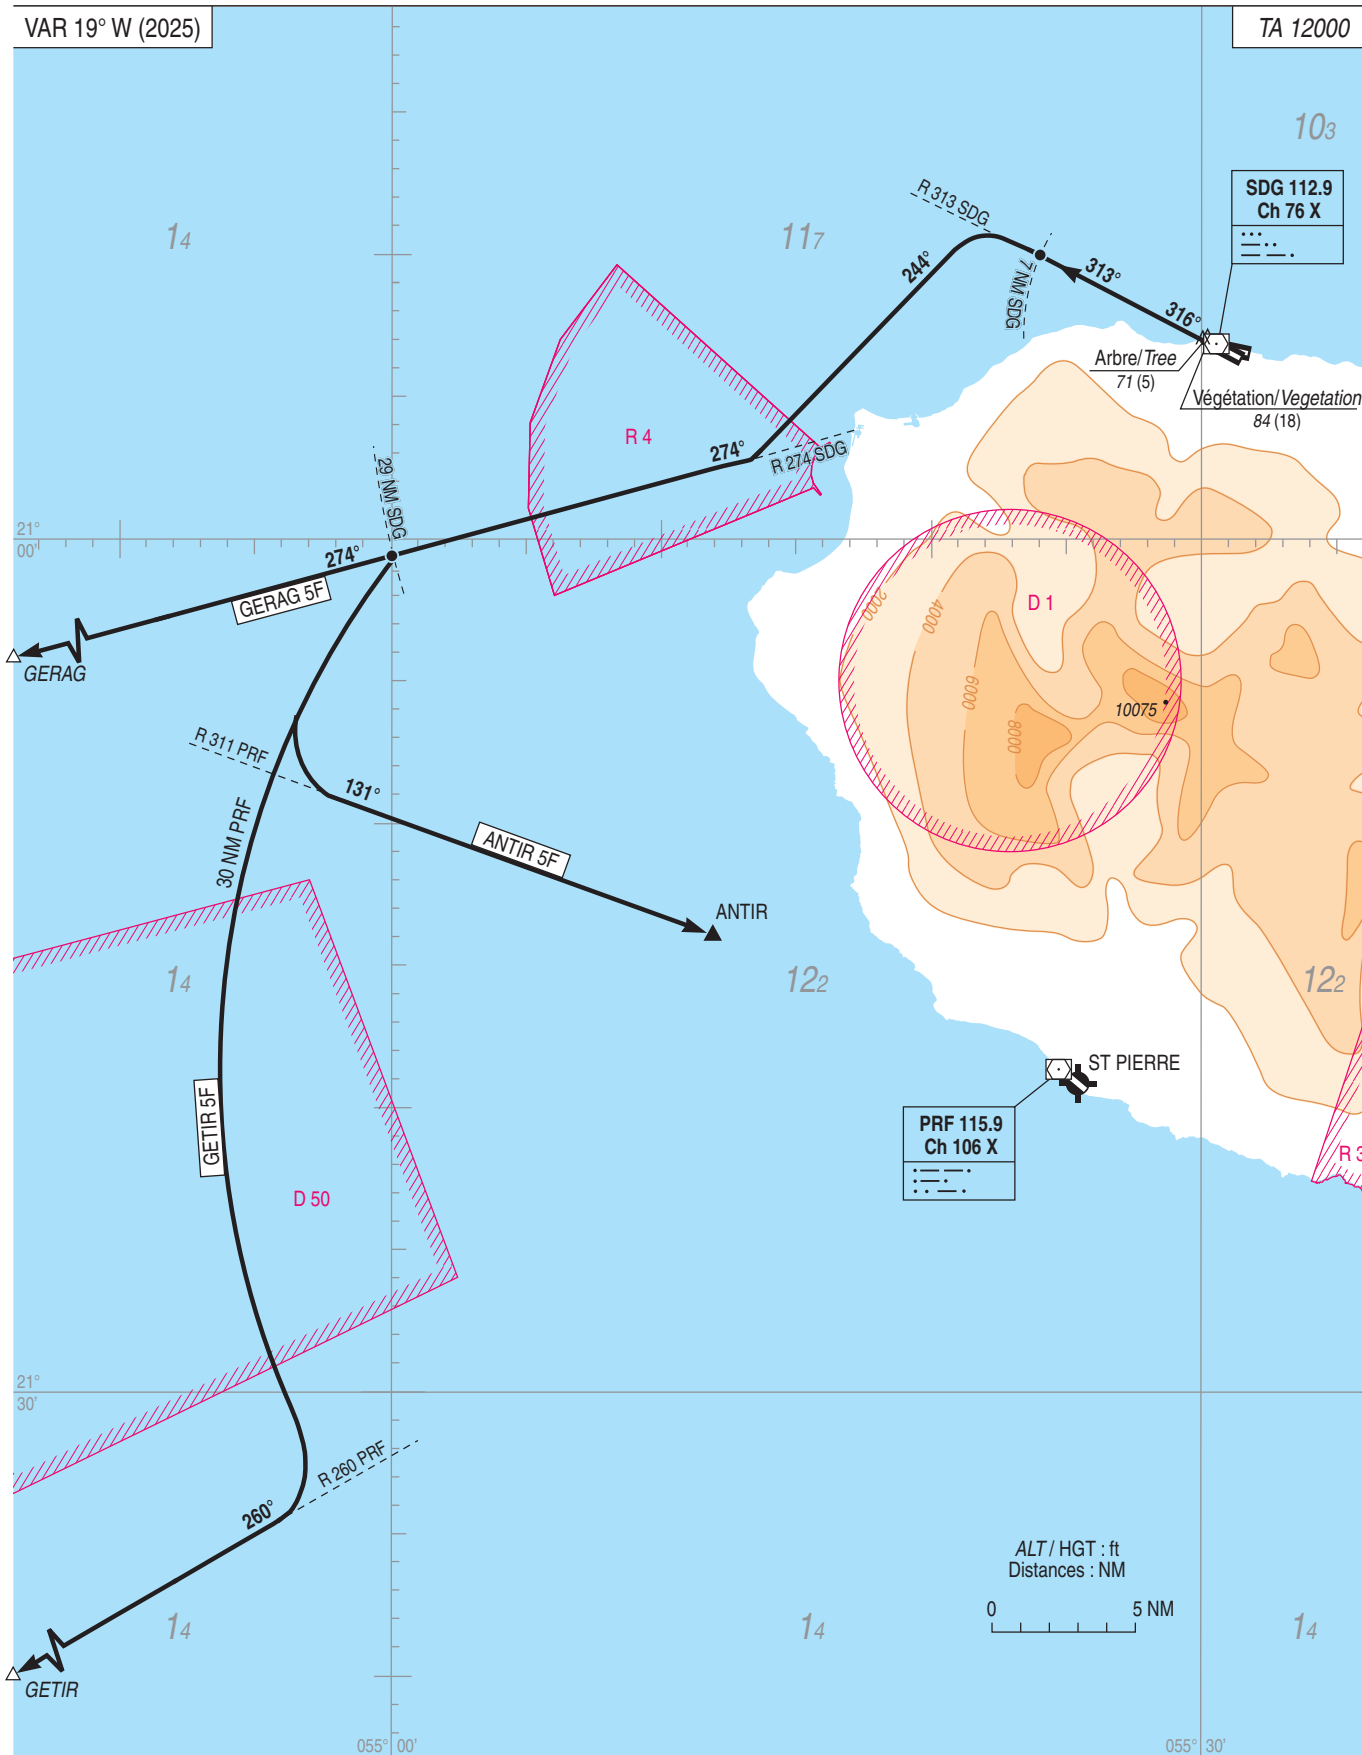 VAR 19° W (2025)
TA 12000
103
SDG 112.9
Ch 76 X
14
117
R 313 SDG
244°
7 NM SDG
313°
316°
Arbre/Tree
71 (5)
Végétation/Vegetation
84 (18)
R 4
274°
R 274 SDG
29 NM SDG
21°
00'
274°
GERAG 5F
GERAG
2000
4000
D 1
6000
8000
10075
R 311 PRF
131°
30 NM PRF
ANTIR 5F
ANTIR
14
122
122
ST PIERRE
PRF 115.9
Ch 106 X
GETIR 5F
R 3
D 50
21°
30'
R 260 PRF
260°
ALT / HGT : ft
Distances : NM
0
5 NM
14
14
14
GETIR
055° 00'
055° 30'